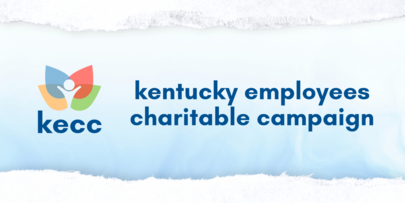 kecc
kentucky employees
charitable campaign